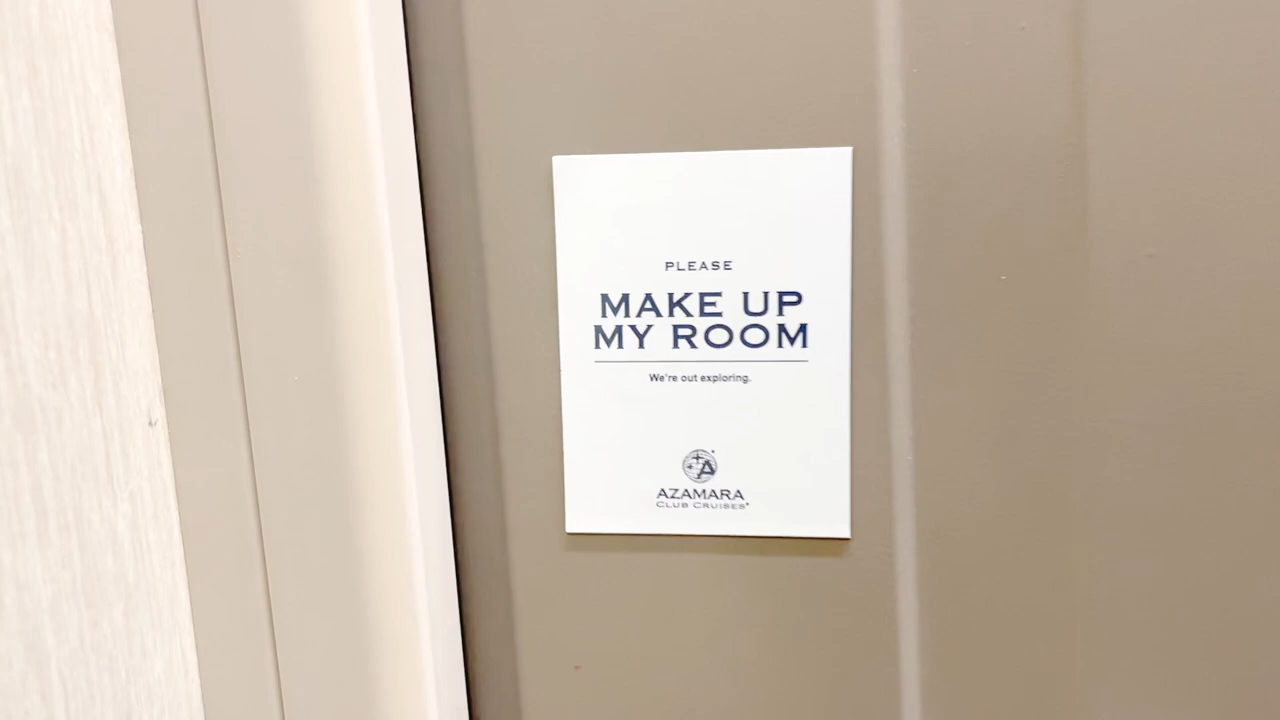 PLEASE
MAKE UP
MY ROOM
We're out exploring.
AZAMARA
CLUB CRUISES®